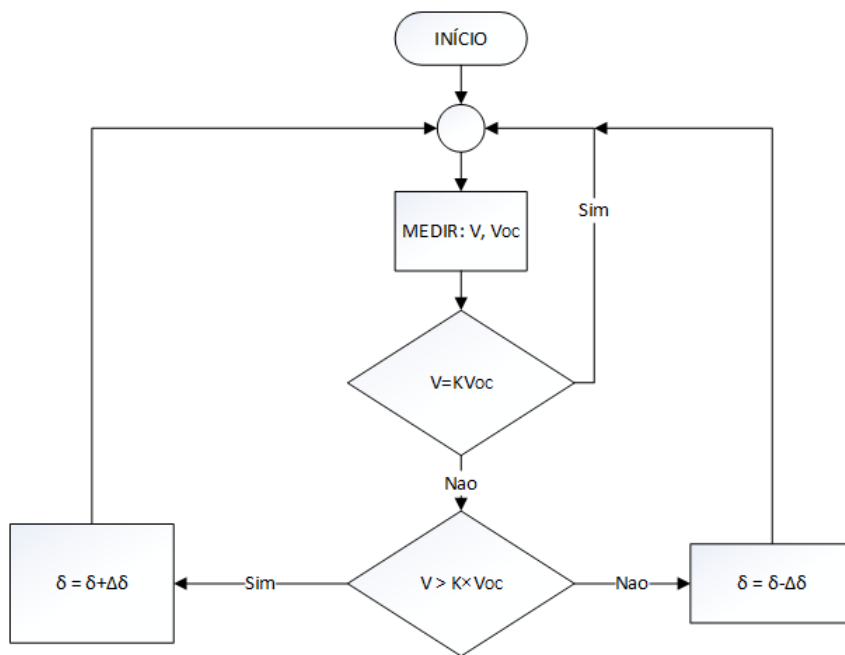 INÍCIO
MEDIR: V, Voc
Sim
V=KVoc
Nao
δ = δ+Δδ
Sim
V > K×Voc
Nao
δ = δ-Δδ